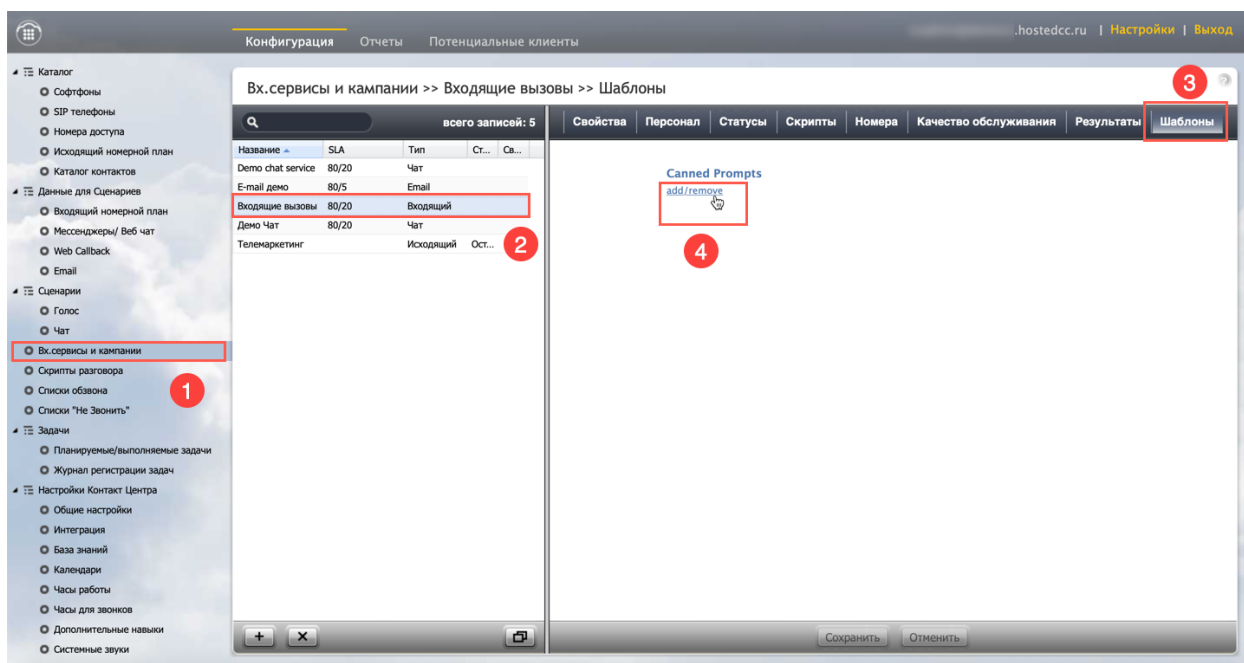 .hostedcc.ru | Настройки | Выход
Конфигурация Отчеты Потенциальные клиенты
Каталог
Софтфоны
SIP телефоны
Номера доступа
Исходящий номерной план
Каталог контактов
Данные для Сценариев
Входящий номерной план
Мессенджеры/ Веб чат
Web Callback
Email
Сценарии
Голос
Чат
Вх.сервисы и кампании
Скрипты разговора
1
Списки обзвона
Списки "Не Звонить"
Задачи
Планируемые/выполняемые задачи
Журнал регистрации задач
Настройки Контакт Центра
Общие настройки
Интеграция
База знаний
Календари
Часы работы
Часы для звонков
Дополнительные навыки
Системные звуки
Вх.сервисы и кампании >> Входящие вызовы >> Шаблоны
3
всего записей: 5
Название SLA Тип Ст... Св...
Demo chat service 80/20 Чат
E-mail демо 80/5 Email
Входящие вызовы 80/20 Входящий
Демо Чат 80/20 Чат
Телемаркетинг Исходящий Ост...
2
Свойства Персонал Статусы Скрипты Номера Качество обслуживания Результаты Шаблоны
Canned Prompts
add/remove
4
Сохранить Отменить